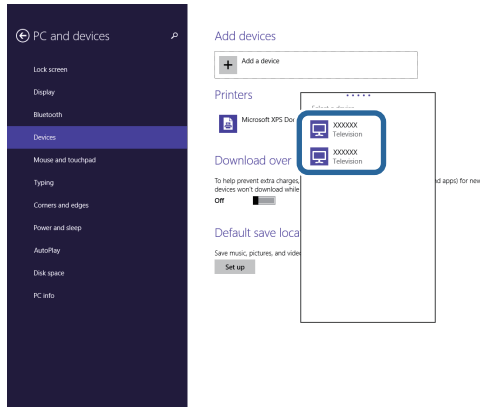 PC and devices
Lock screen
Display
Bluetooth
Devices
Mouse and touchpad
Typing
Corners and edges
Power and sleep
AutoPlay
Disk space
PC info
Add devices
Add a device
Printers
Microsoft XPS Doc
Download over
To help prevent extra charges,
nd apps) for new
devices won't download while
Off
Default save loca
Save music, pictures, and video
Set up
XXXXXX
Television
XXXXXX
Television